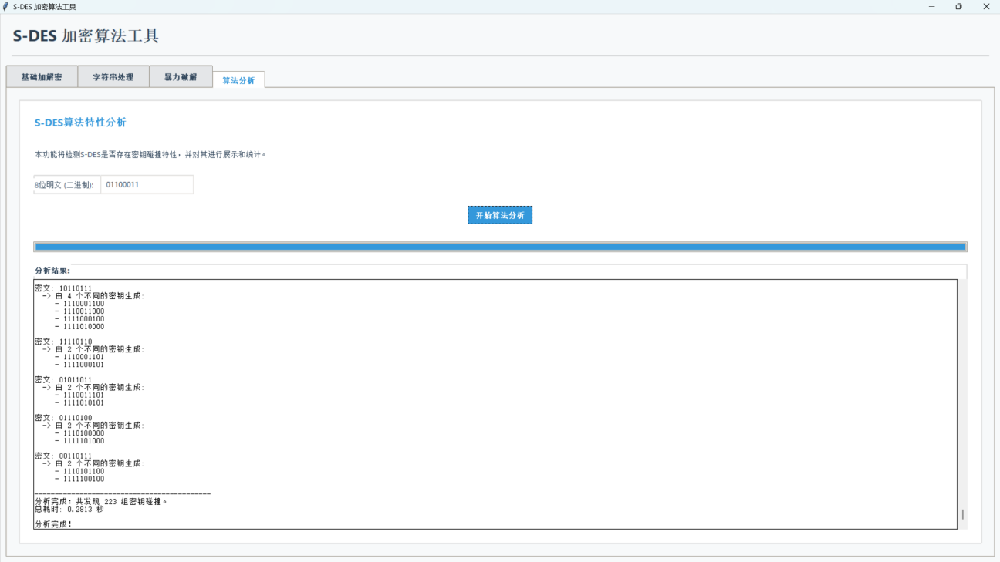 S-DES 加密算法工具
S-DES 加密算法工具
基础加解密 字符串处理 暴力破解 算法分析
S-DES算法特性分析
本功能将检测S-DES是否存在密钥碰撞特性，并对其进行展示和统计。
8位明文 (二进制): 01100011
开始算法分析
分析结果:
密文: 10110111
-> 由 4 个不同的密钥生成:
- 1110001100
- 1110011000
- 1111000100
- 1111010000
密文: 11110110
-> 由 2 个不同的密钥生成:
- 1110001101
- 1111000101
密文: 01011011
-> 由 2 个不同的密钥生成:
- 1110011101
- 1111010101
密文: 01110100
-> 由 2 个不同的密钥生成:
- 1110100000
- 1111101000
密文: 00110111
-> 由 2 个不同的密钥生成:
- 1110101100
- 1111100100
-------------------------------------------
分析完成：共发现 223 组密钥碰撞。
总耗时: 0.2813 秒
分析完成！